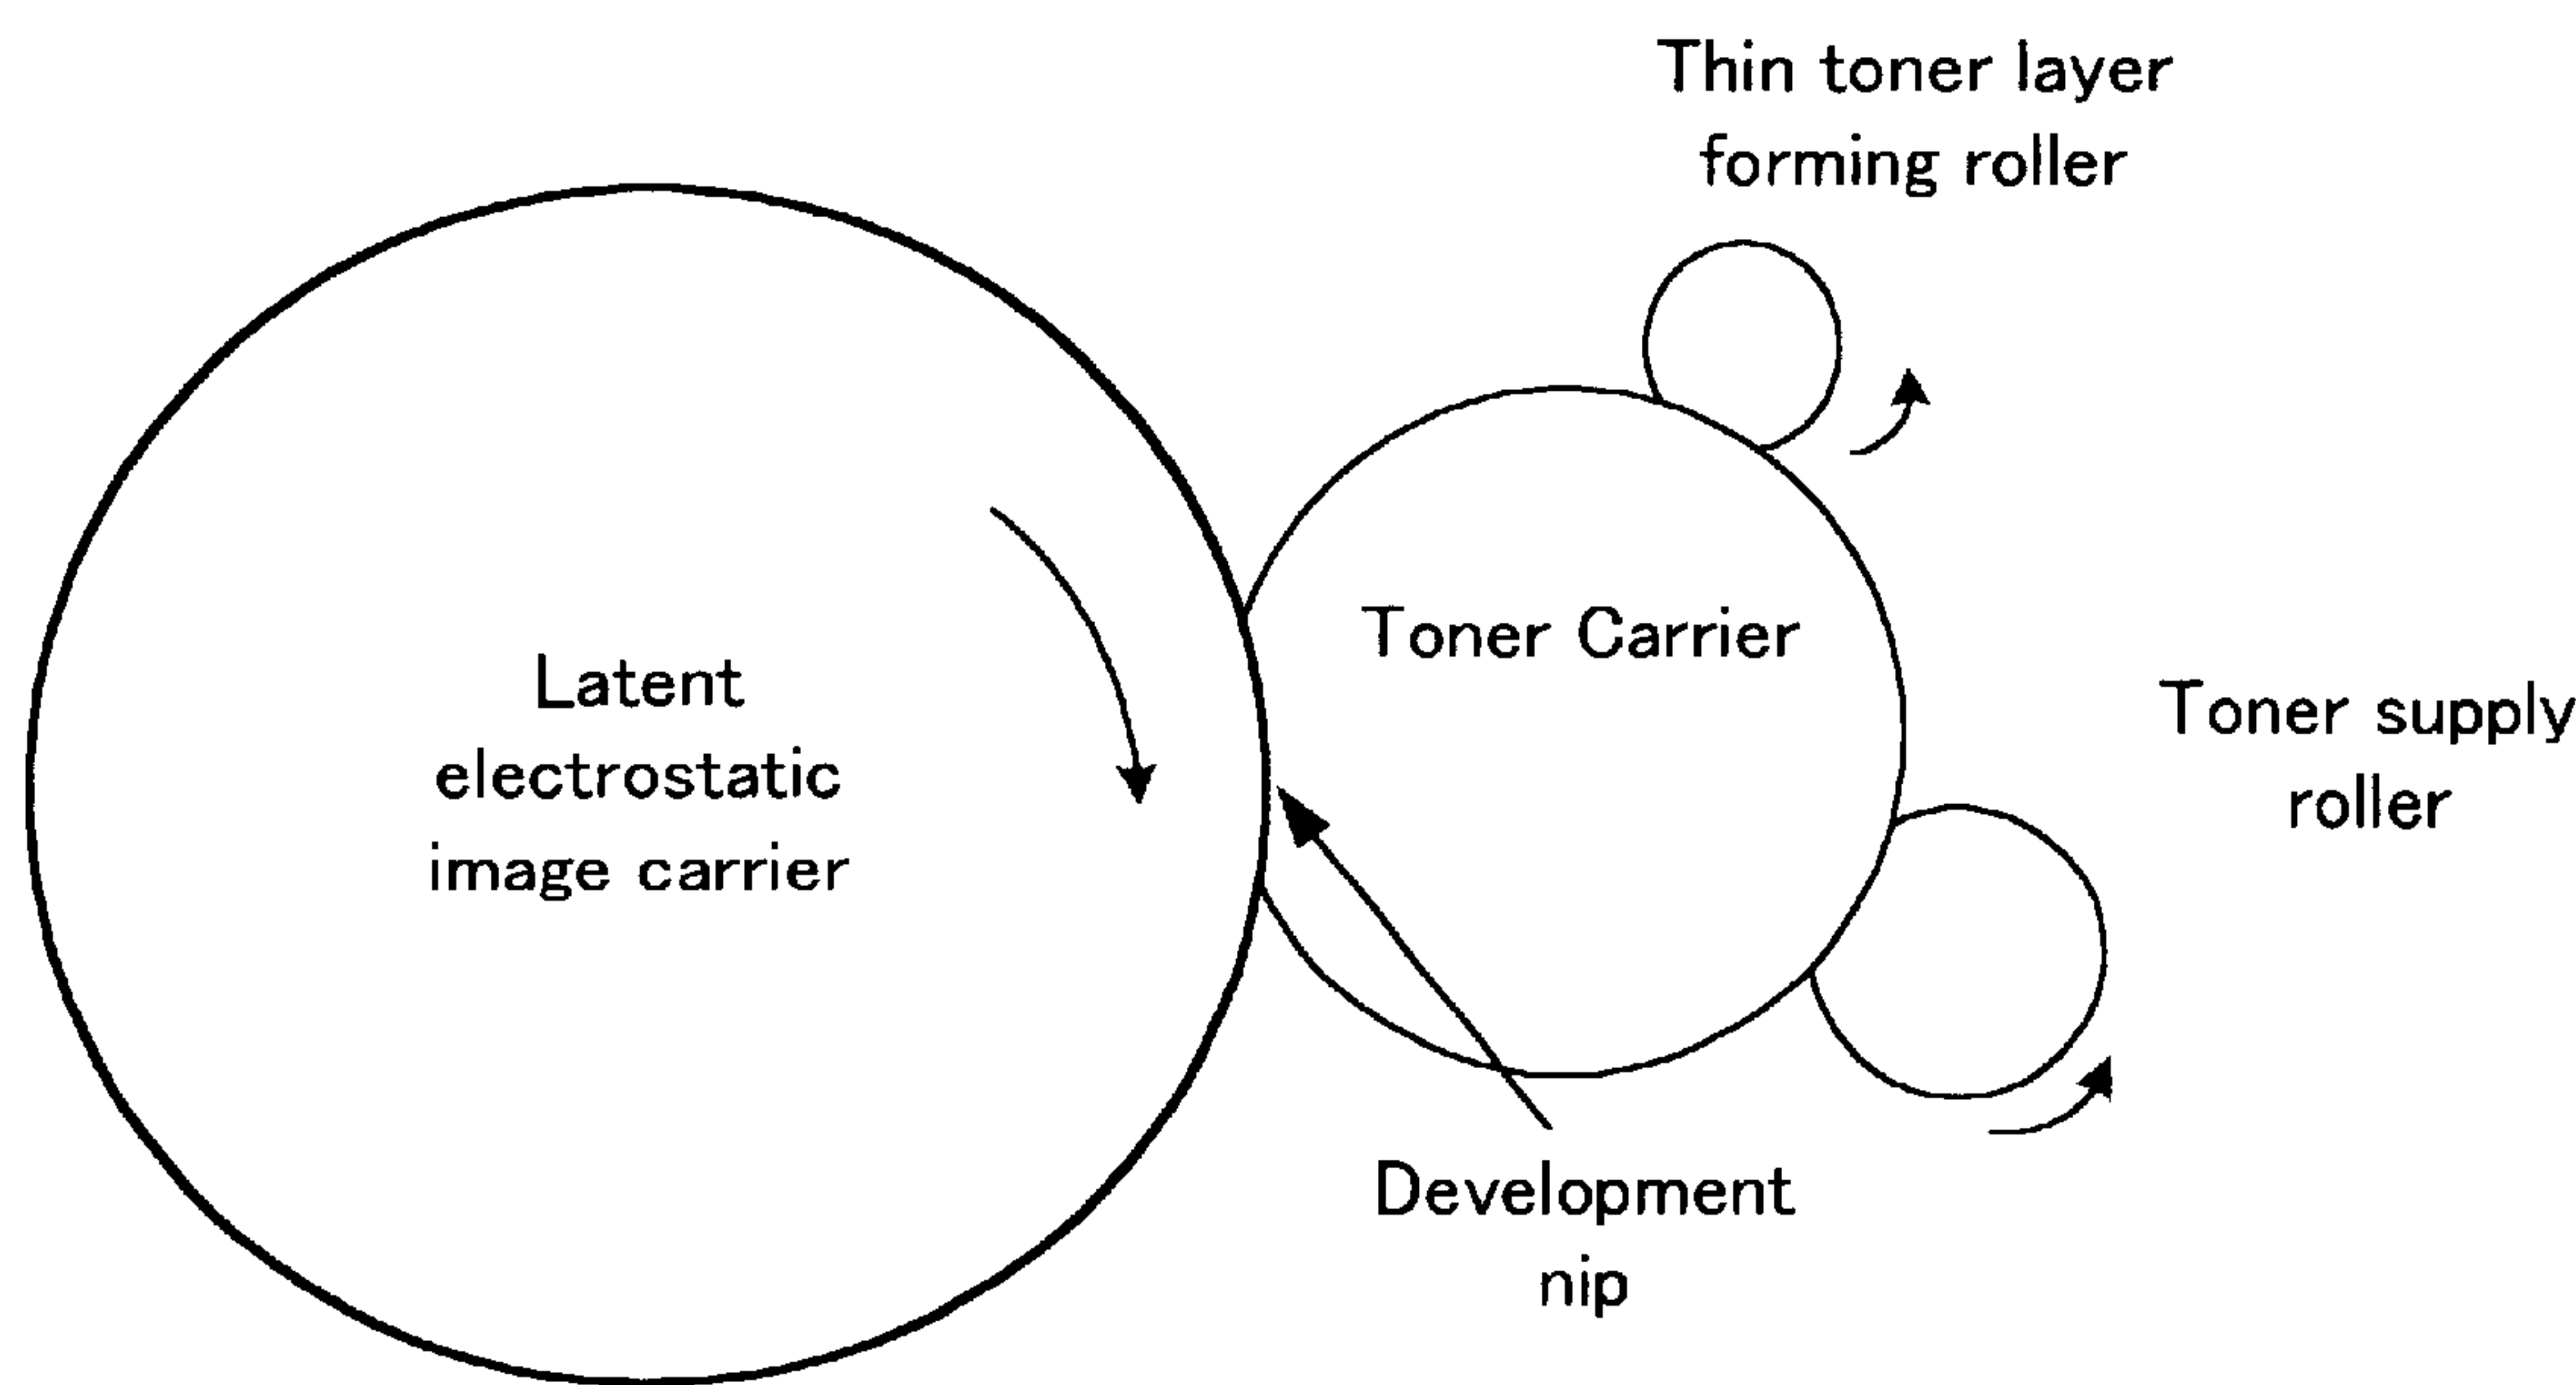 Thin toner layer
forming roller
Toner Carrier
Latent
electrostatic
image carrier
Toner supply
roller
Development
nip